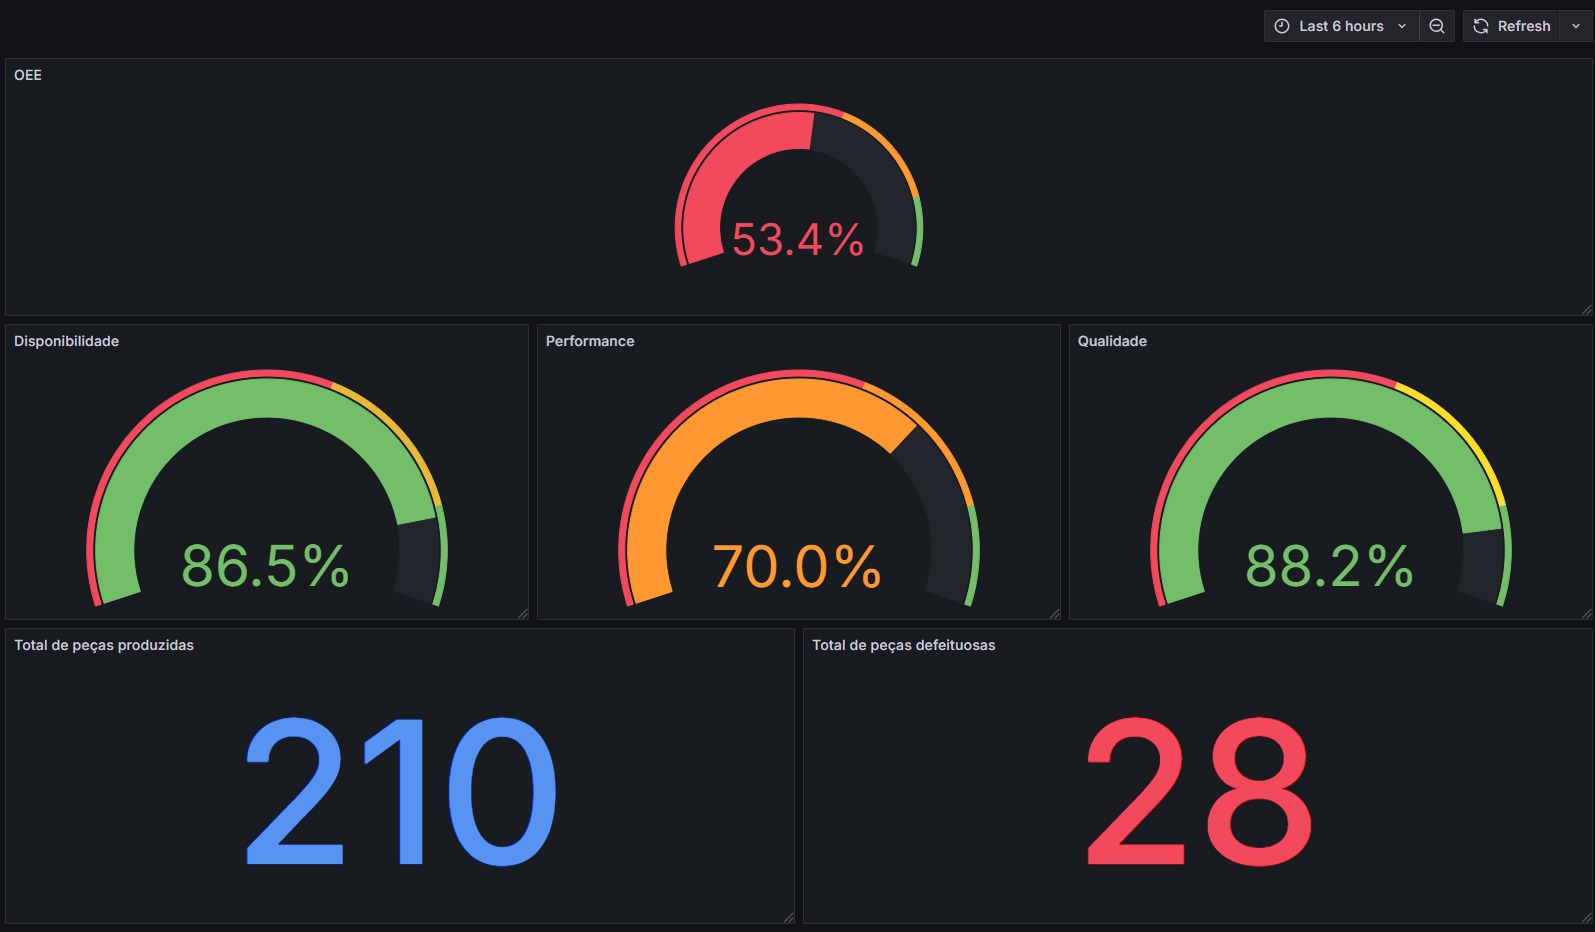 Last 6 hours
Refresh
OEE
53.4%
Disponibilidade
Performance
Qualidade
86.5%
70.0%
88.2%
Total de peças produzidas
Total de peças defeituosas
210
28